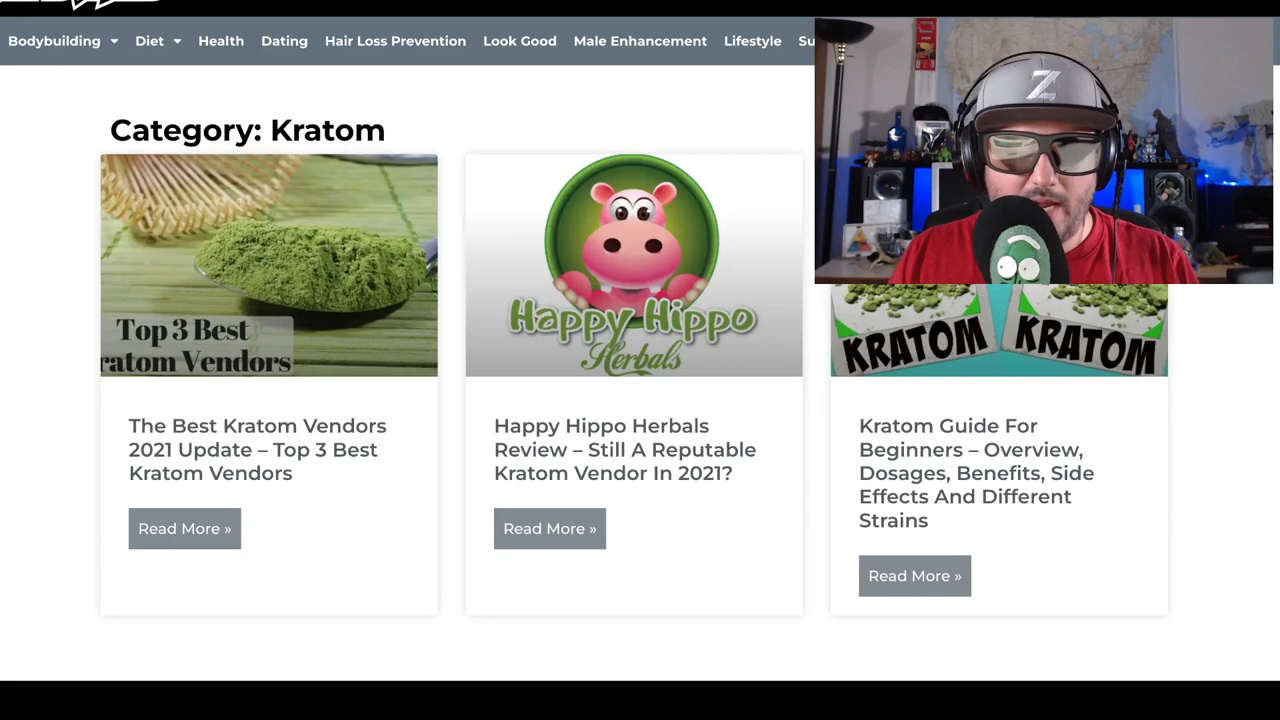 Bodybuilding Diet Health Dating Hair Loss Prevention Look Good Male Enhancement Lifestyle Su
Category: Kratom
Top 3 Best
ratom Vendors
Happy Hippo
Herbals
KRATOM KRATOM
Z
The Best Kratom Vendors
2021 Update – Top 3 Best
Kratom Vendors
Read More »
Happy Hippo Herbals
Review – Still A Reputable
Kratom Vendor In 2021?
Read More »
Kratom Guide For
Beginners – Overview,
Dosages, Benefits, Side
Effects And Different
Strains
Read More »